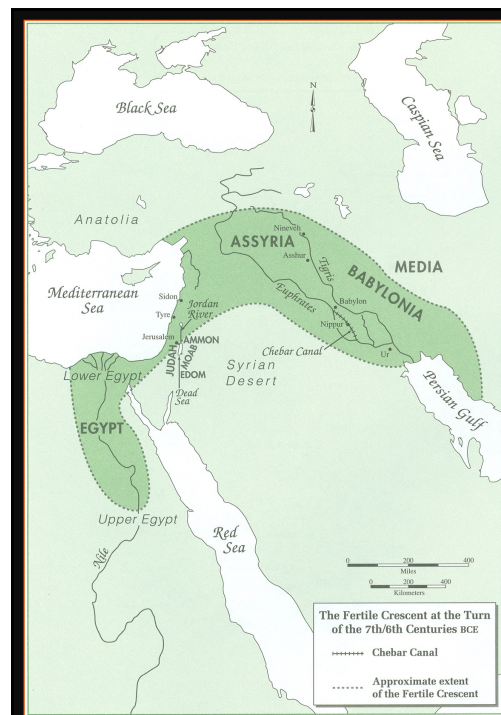 Black Sea
N
Caspian Sea
Anatolia
Nineveh
ASSYRIA
Asshur
Tigris
MEDIA
BABYLONIA
Mediterranean
Sea
Sidon
Jordan
River
Euphrates
Babylon
Tyre
Nippur
Jerusalem
AMMON
Chebar Canal
Ur
JUDAH
MOAB
Syrian
Desert
Lower Egypt
EDOM
Dead
Sea
Persian Gulf
EGYPT
Upper Egypt
Red
Sea
Nile
0 200 400
Miles
0 200 400
Kilometers
The Fertile Crescent at the Turn
of the 7th/6th Centuries BCE
Chebar Canal
Approximate extent
of the Fertile Crescent